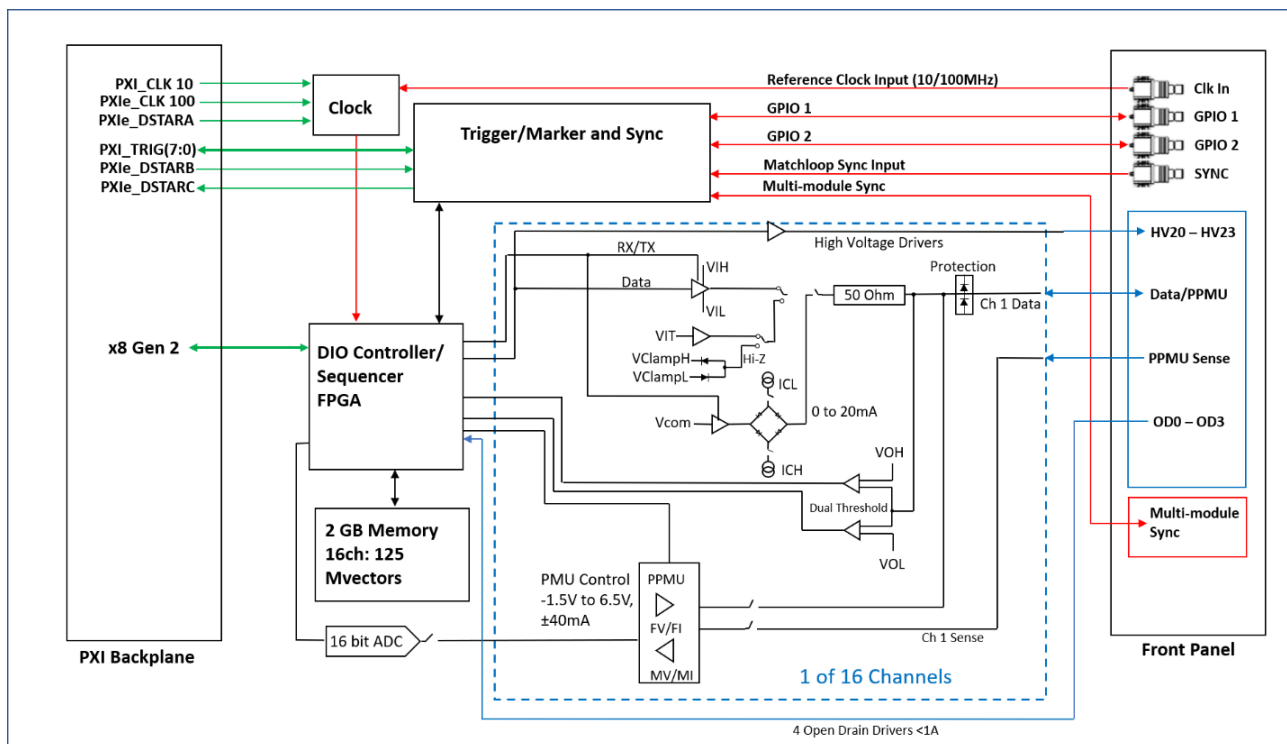 PXI_CLK 10
PXIe_CLK 100
PXIe_DSTARA
PXI_TRIG(7:0)
PXIe_DSTARB
PXIe_DSTARC
x8 Gen 2
PXI Backplane
Clock
Trigger/Marker and Sync
Reference Clock Input (10/100MHz)
GPIO 1
GPIO 2
Matchloop Sync Input
Multi-module Sync
Clk In
GPIO 1
GPIO 2
SYNC
HV20 – HV23
Data/PPMU
PPMU Sense
OD0 – OD3
Multi-module
Sync
Front Panel
DIO Controller/
Sequencer
FPGA
2 GB Memory
16ch: 125
Mvectors
16 bit ADC
High Voltage Drivers
RX/TX
VIH
Data
VIL
VIT
VClampH
VClampL
Hi-Z
50 Ohm
Protection
Ch 1 Data
ICL
Vcom
0 to 20mA
ICH
VOH
Dual Threshold
VOL
PMU Control
-1.5V to 6.5V,
±40mA
PPMU
FV/FI
MV/MI
Ch 1 Sense
1 of 16 Channels
4 Open Drain Drivers <1A